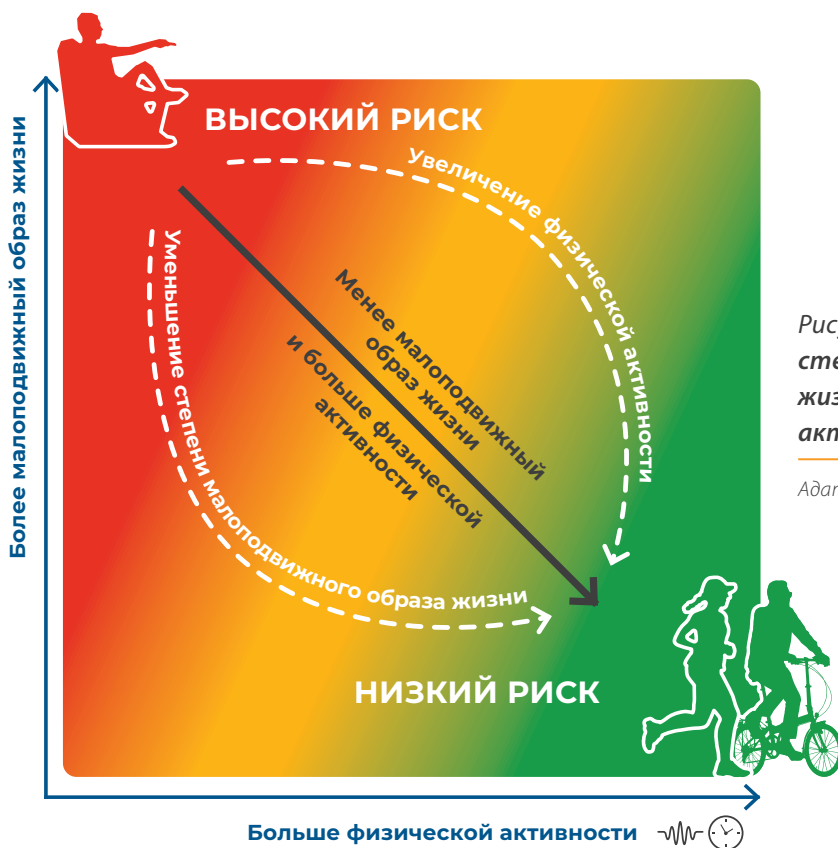 ВЫСОКИЙ РИСК
Увеличение физической активности
Уменьшение степени малоподвижного образа жизни
Менее малоподвижный
образ жизни
и больше физической
активности
НИЗКИЙ РИСК
Более малоподвижный образ жизни
Больше физической активности